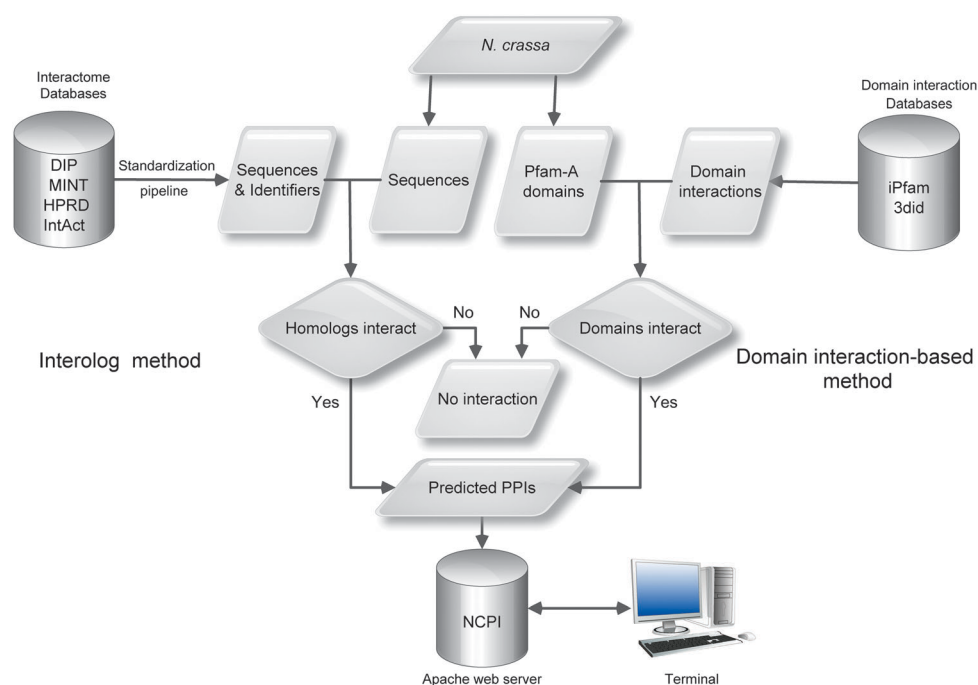 N. crassa
Interactome
Databases
Domain interaction
Databases
DIP
MINT
HPRD
IntAct
Standardization
pipeline
Sequences
& Identifiers
Sequences
Pfam-A
domains
Domain
interactions
iPfam
3did
Homologs interact
No
No
Domains interact
Interolog method
Domain interaction-based
method
No interaction
Yes
Yes
Predicted PPIs
NCPI
Apache web server
Terminal